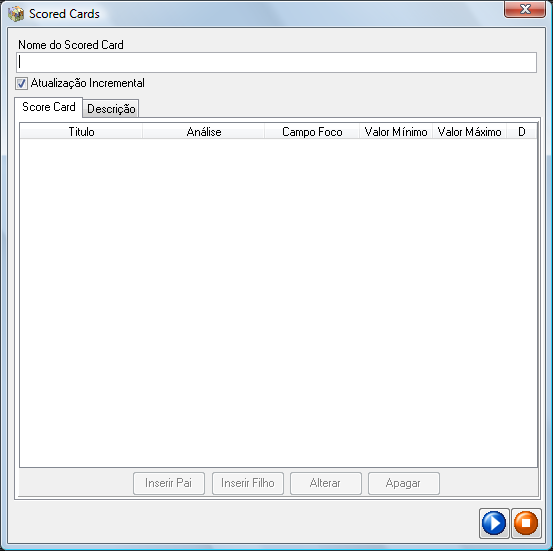 Scored Cards
Nome do Scored Card
Atualização Incremental
Score Card Descrição
Titulo Análise Campo Foco Valor Mínimo Valor Máximo D
Inserir Pai Inserir Filho Alterar Apagar